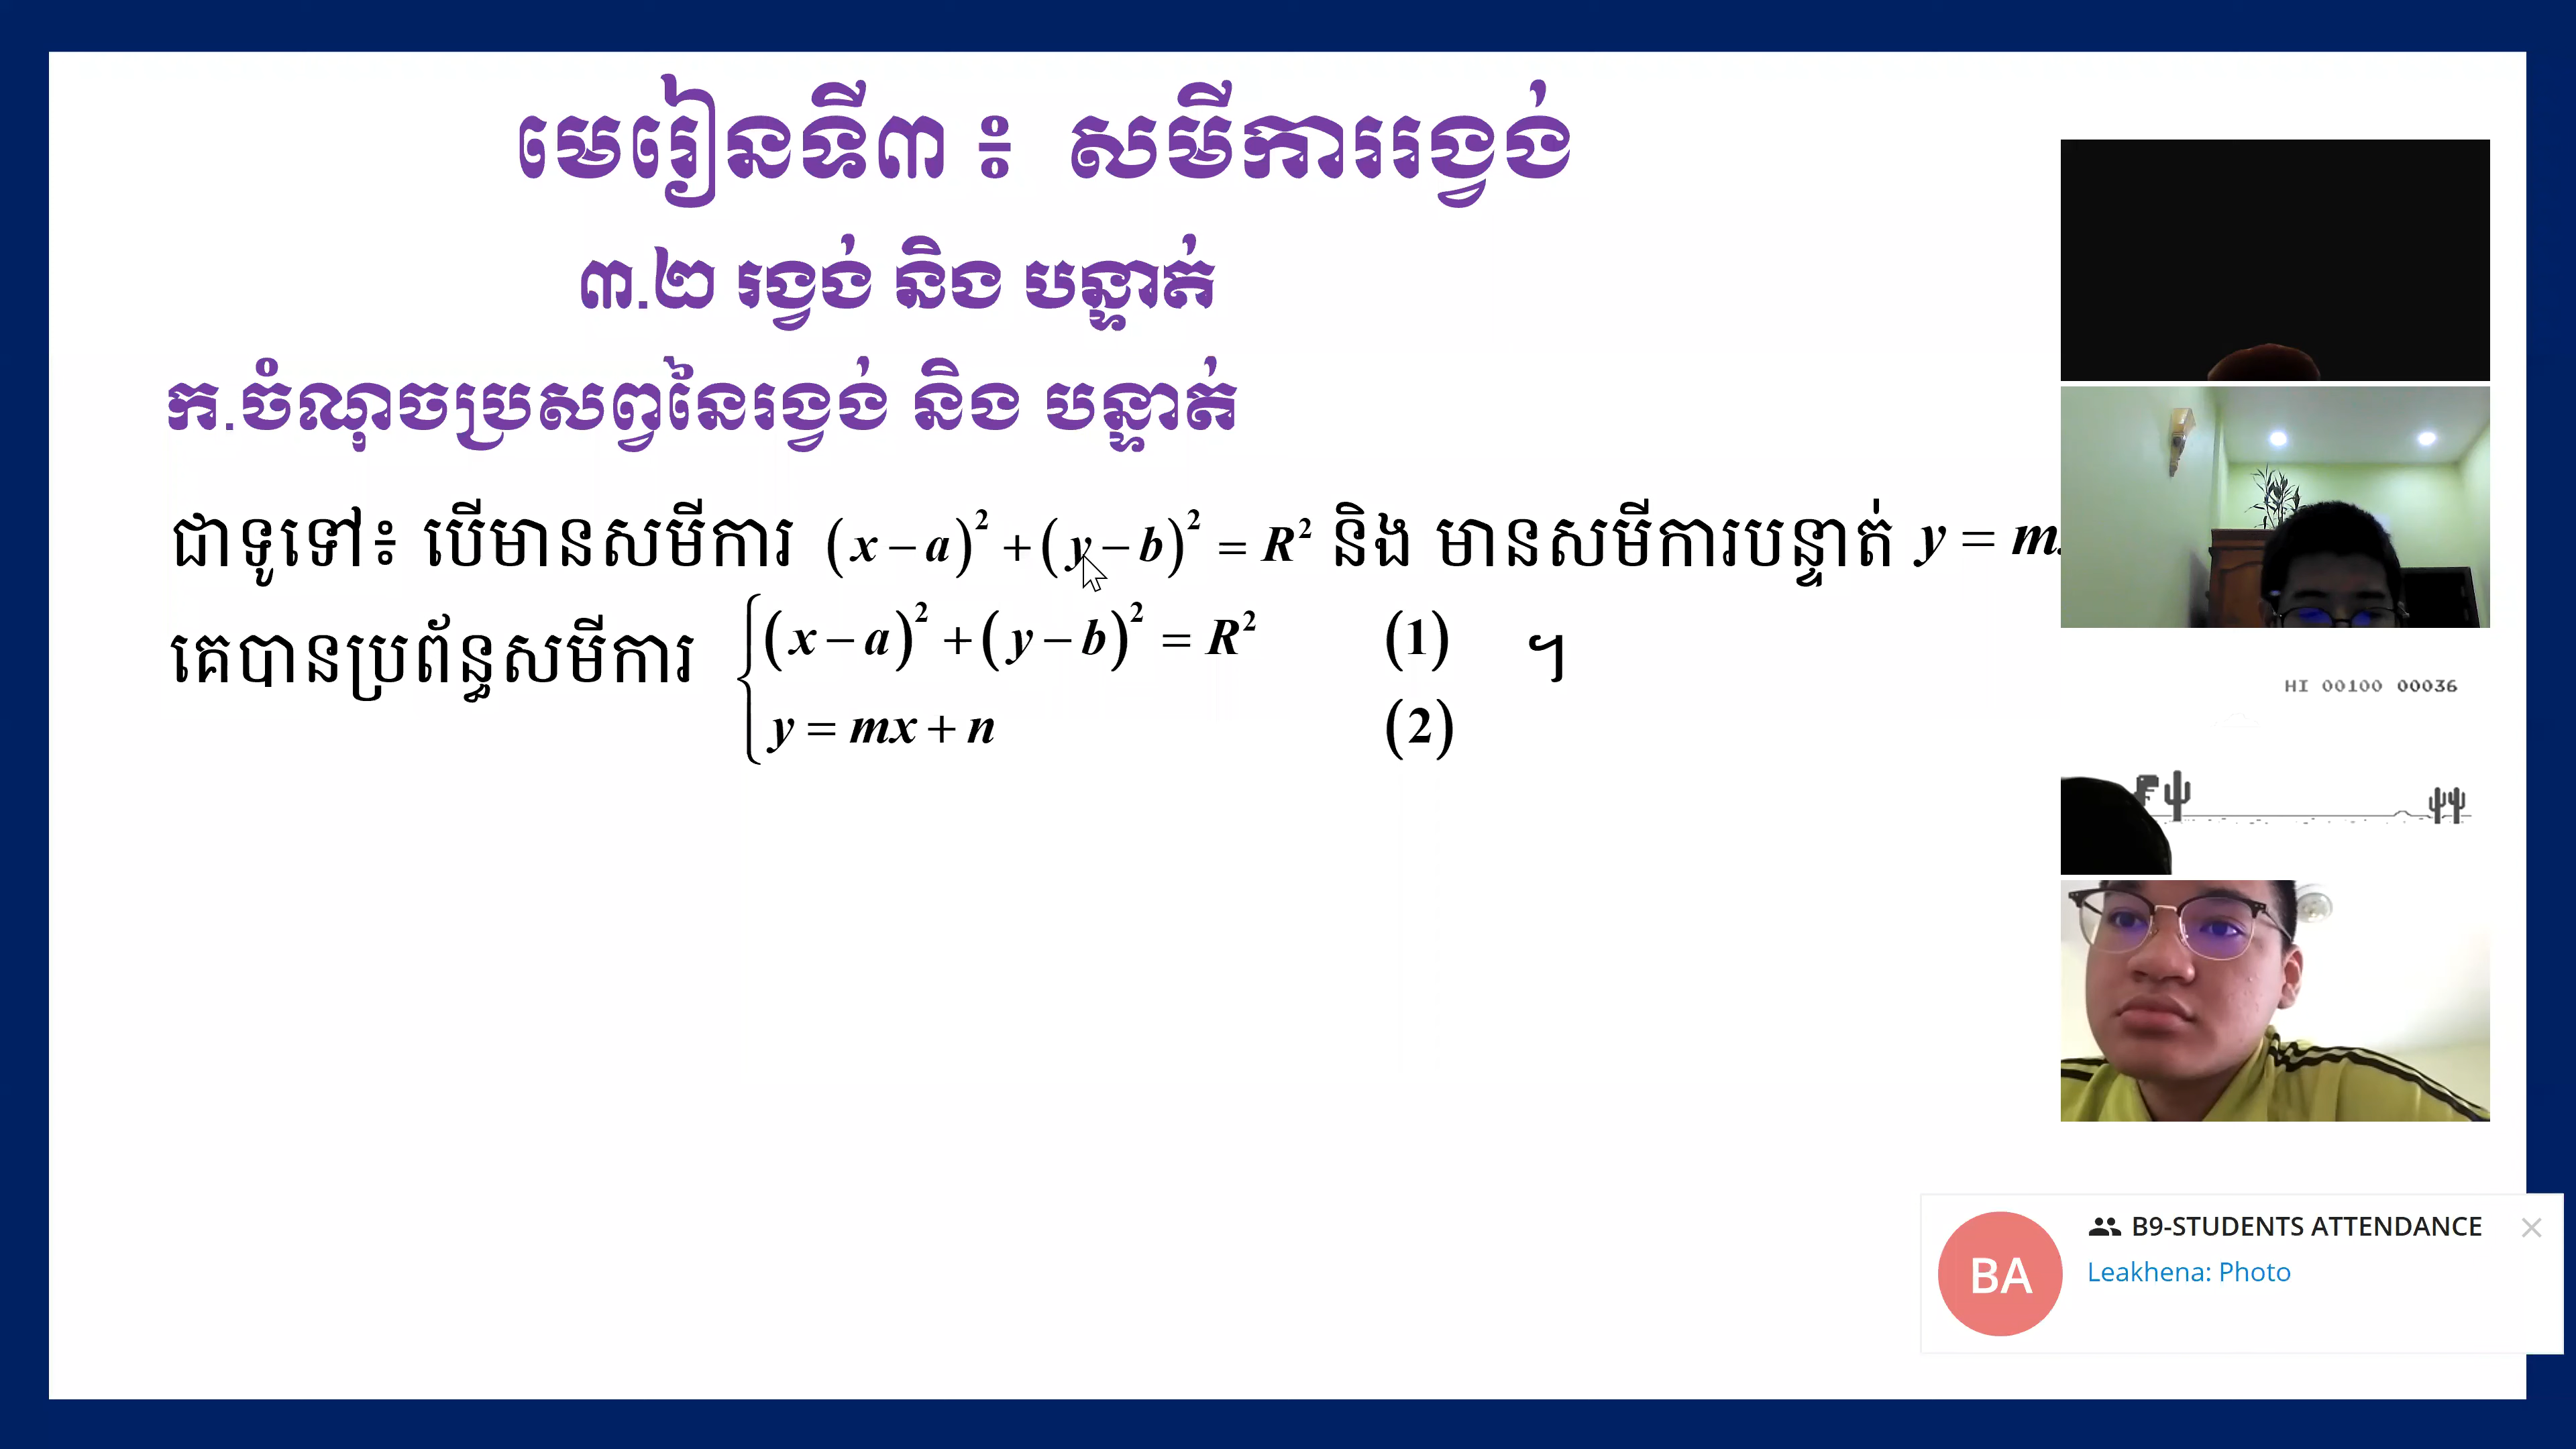 មេរៀនទី៣ ៖ សមីការរង្វង់
៣.២ រង្វង់ និង បន្ទាត់
ក.ចំណុចប្រសព្វនៃរង្វង់ និង បន្ទាត់
ជាទូទៅ៖ បើមានសមីការ (x − a)² + (y − b)² = R² និង មានសមីការបន្ទាត់ y = m
គេបានប្រព័ន្ធសមីការ { (x − a)² + (y − b)² = R² (1) ។
y = mx + n (2)
HI 00100 00036
BA
B9-STUDENTS ATTENDANCE
Leakhena: Photo